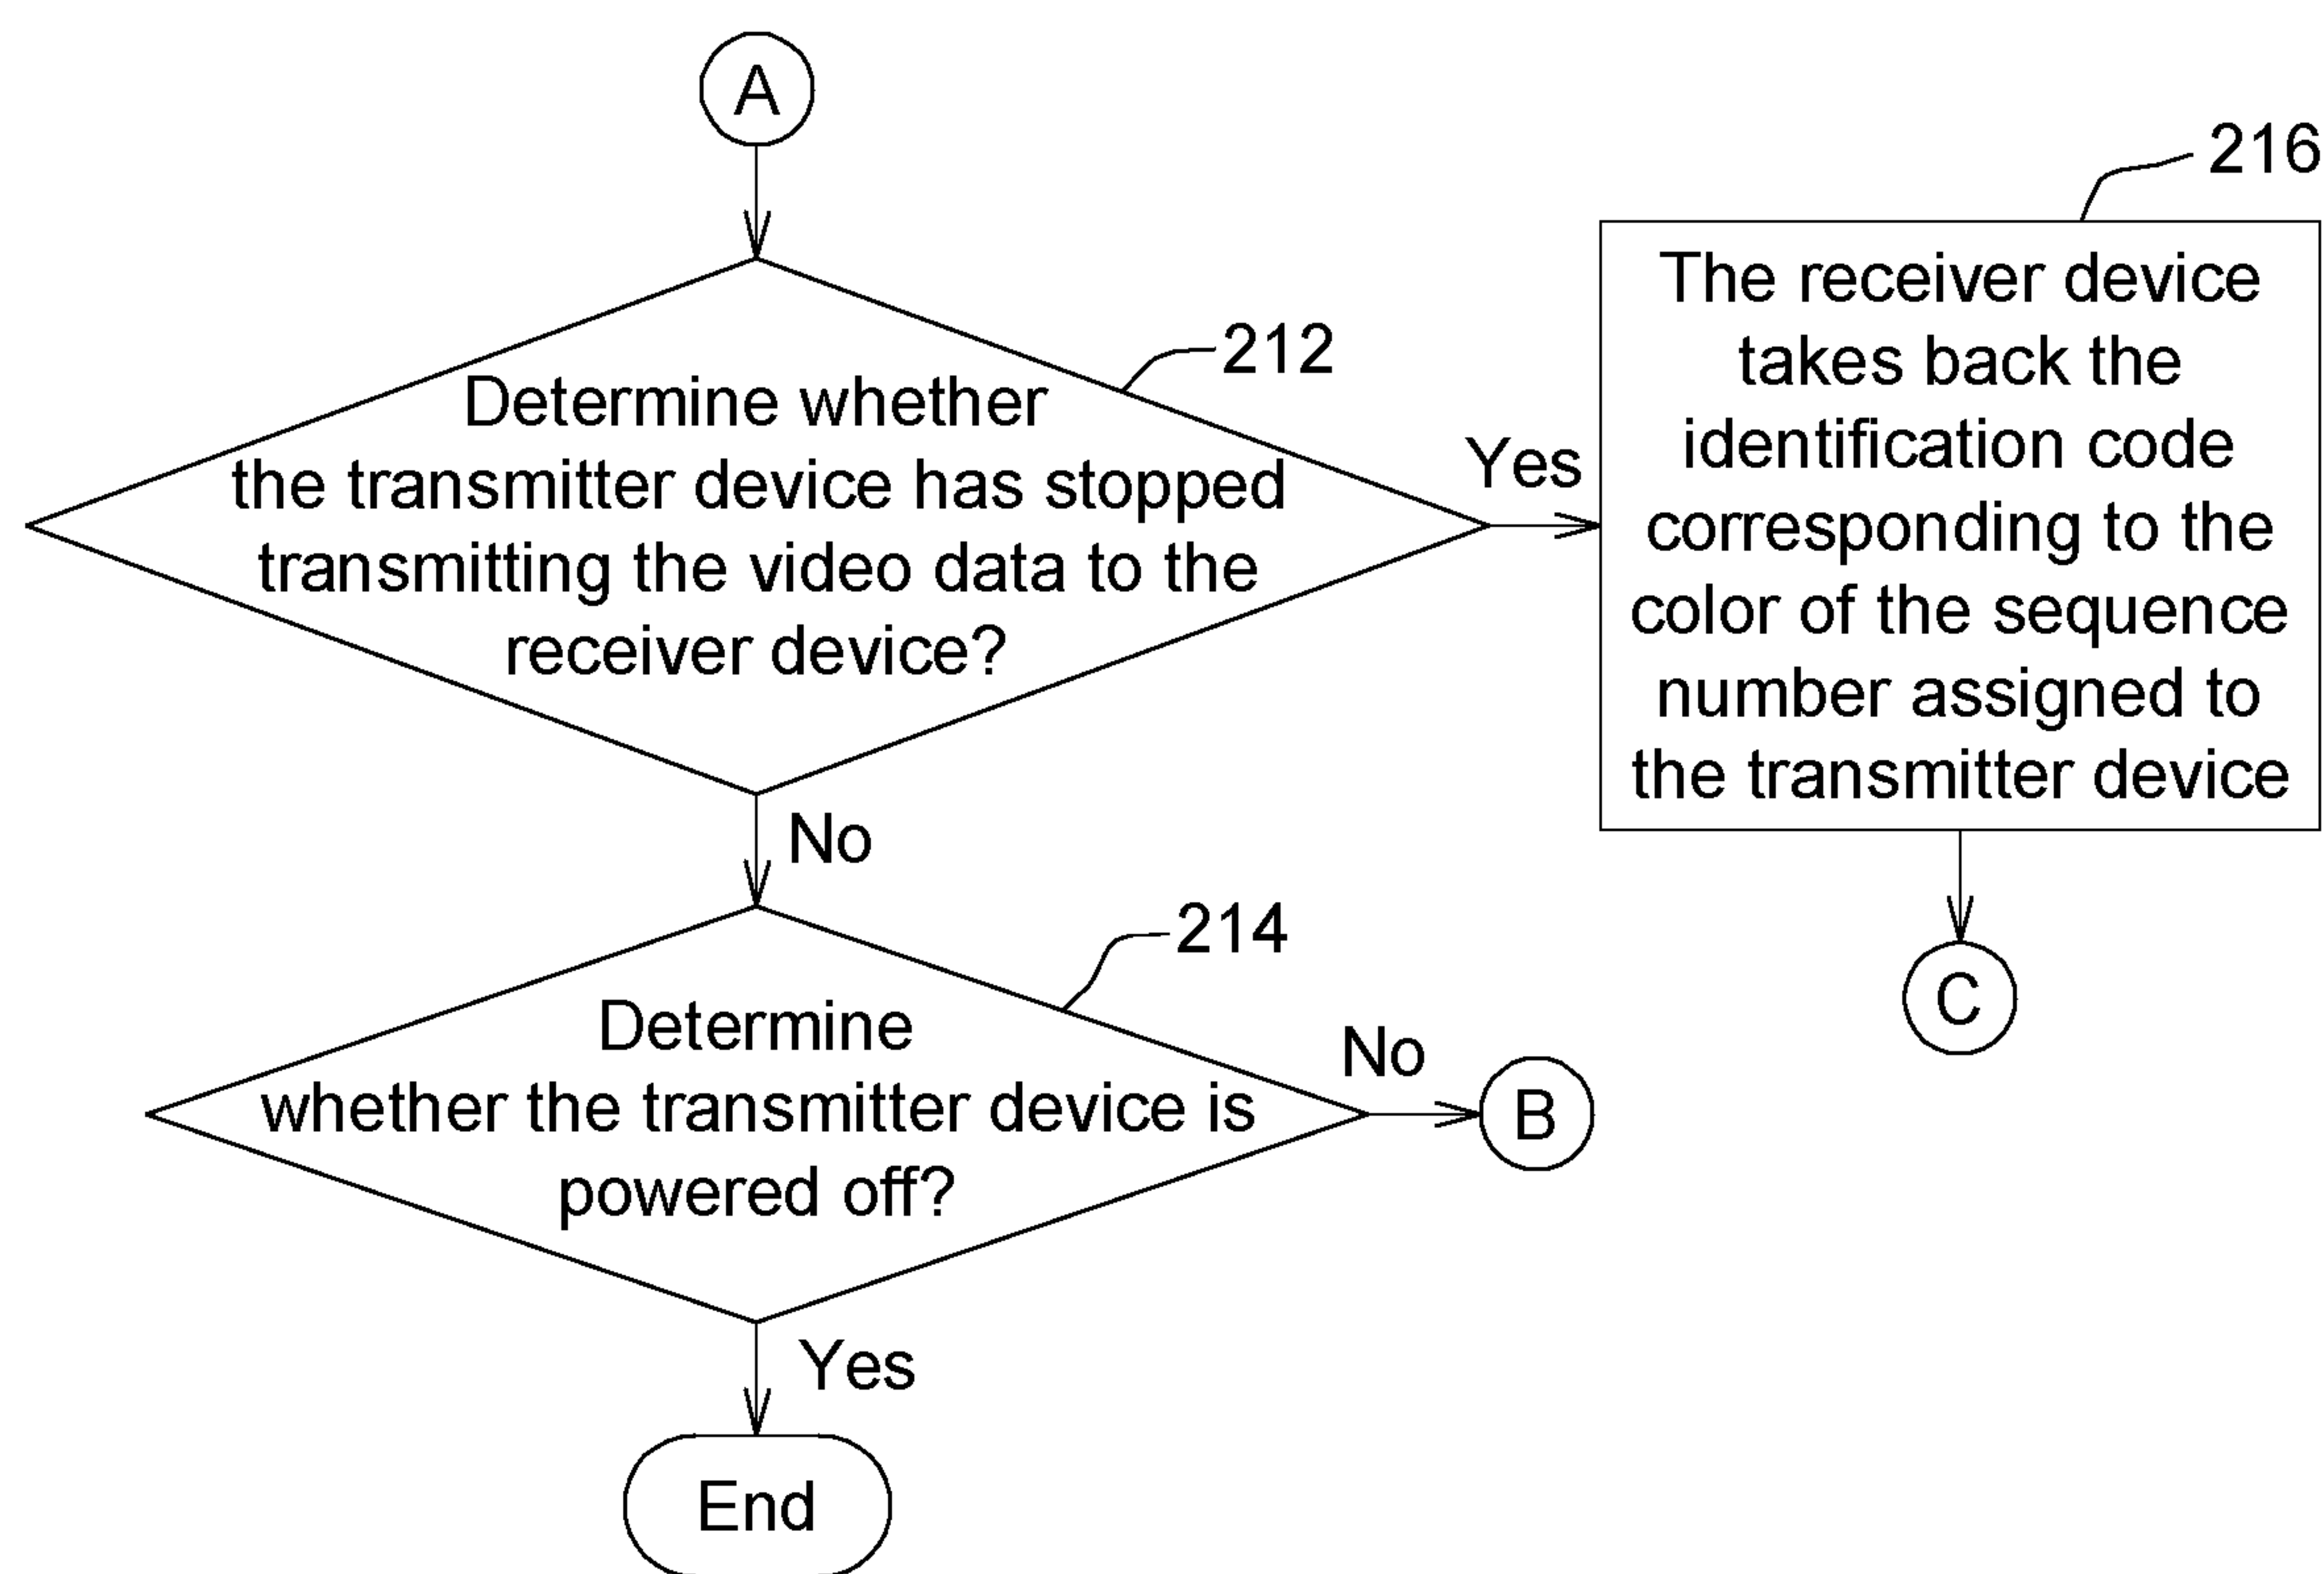 A
212
Determine whether
the transmitter device has stopped
transmitting the video data to the
receiver device?
Yes
216
The receiver device
takes back the
identification code
corresponding to the
color of the sequence
number assigned to
the transmitter device
C
No
214
Determine
whether the transmitter device is
powered off?
No
B
Yes
End